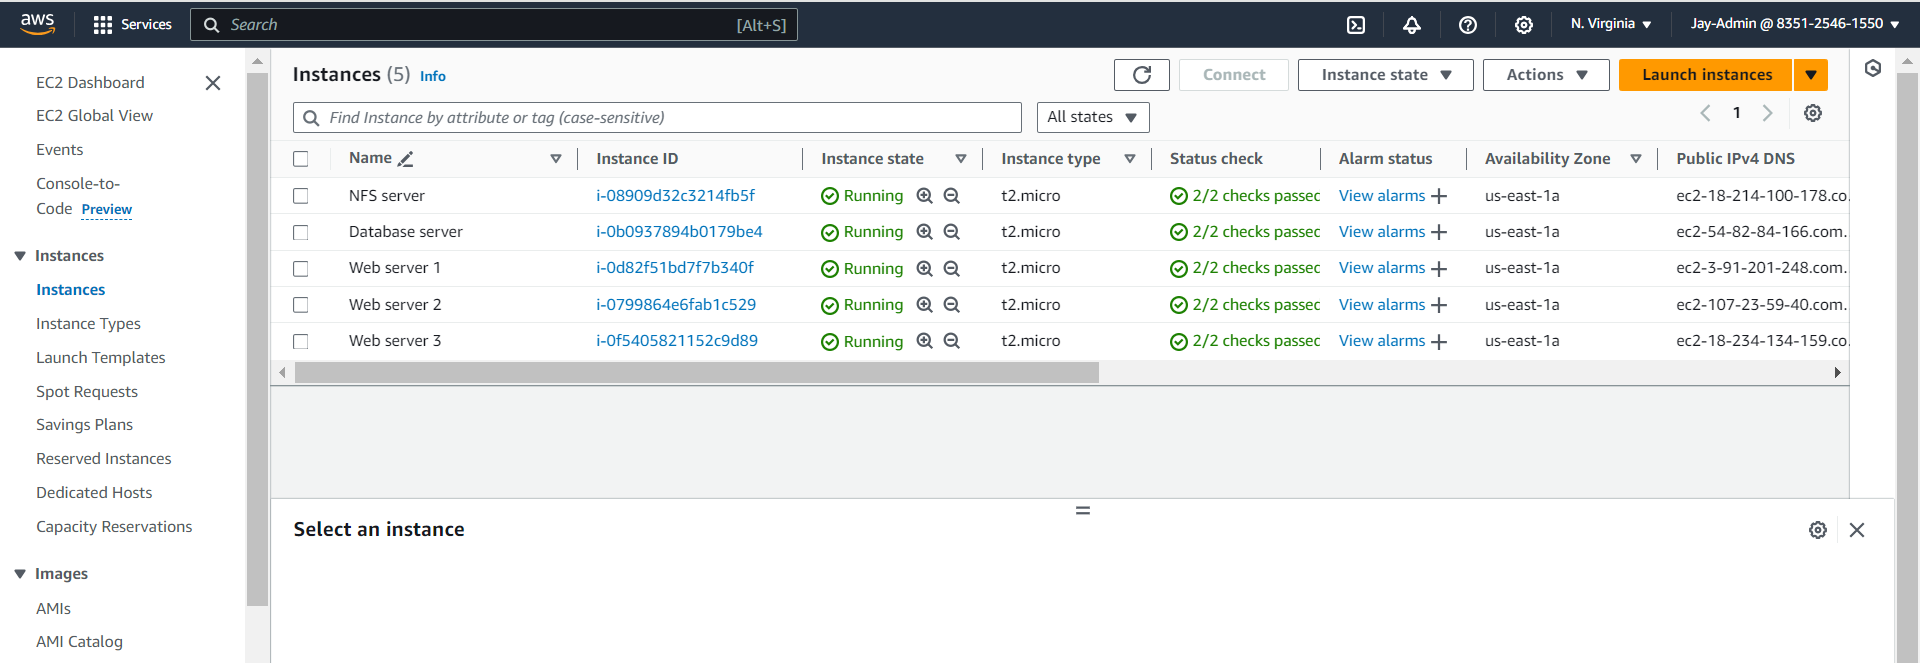 aws Services Search [Alt+S] N. Virginia Jay-Admin @ 8351-2546-1550
EC2 Dashboard
EC2 Global View
Events
Console-to-
Code Preview
Instances
Instances
Instance Types
Launch Templates
Spot Requests
Savings Plans
Reserved Instances
Dedicated Hosts
Capacity Reservations
Images
AMIs
AMI Catalog
Instances (5) Info Connect Instance state Actions Launch instances
Find Instance by attribute or tag (case-sensitive) All states 1
Name Instance ID Instance state Instance type Status check Alarm status Availability Zone Public IPv4 DNS
NFS server i-08909d32c3214fb5f Running t2.micro 2/2 checks passec View alarms + us-east-1a ec2-18-214-100-178.co.
Database server i-0b0937894b0179be4 Running t2.micro 2/2 checks passec View alarms + us-east-1a ec2-54-82-84-166.com.
Web server 1 i-0d82f51bd7f7b340f Running t2.micro 2/2 checks passec View alarms + us-east-1a ec2-3-91-201-248.com.
Web server 2 i-0799864e6fab1c529 Running t2.micro 2/2 checks passec View alarms + us-east-1a ec2-107-23-59-40.com.
Web server 3 i-0f5405821152c9d89 Running t2.micro 2/2 checks passec View alarms + us-east-1a ec2-18-234-134-159.co.
Select an instance